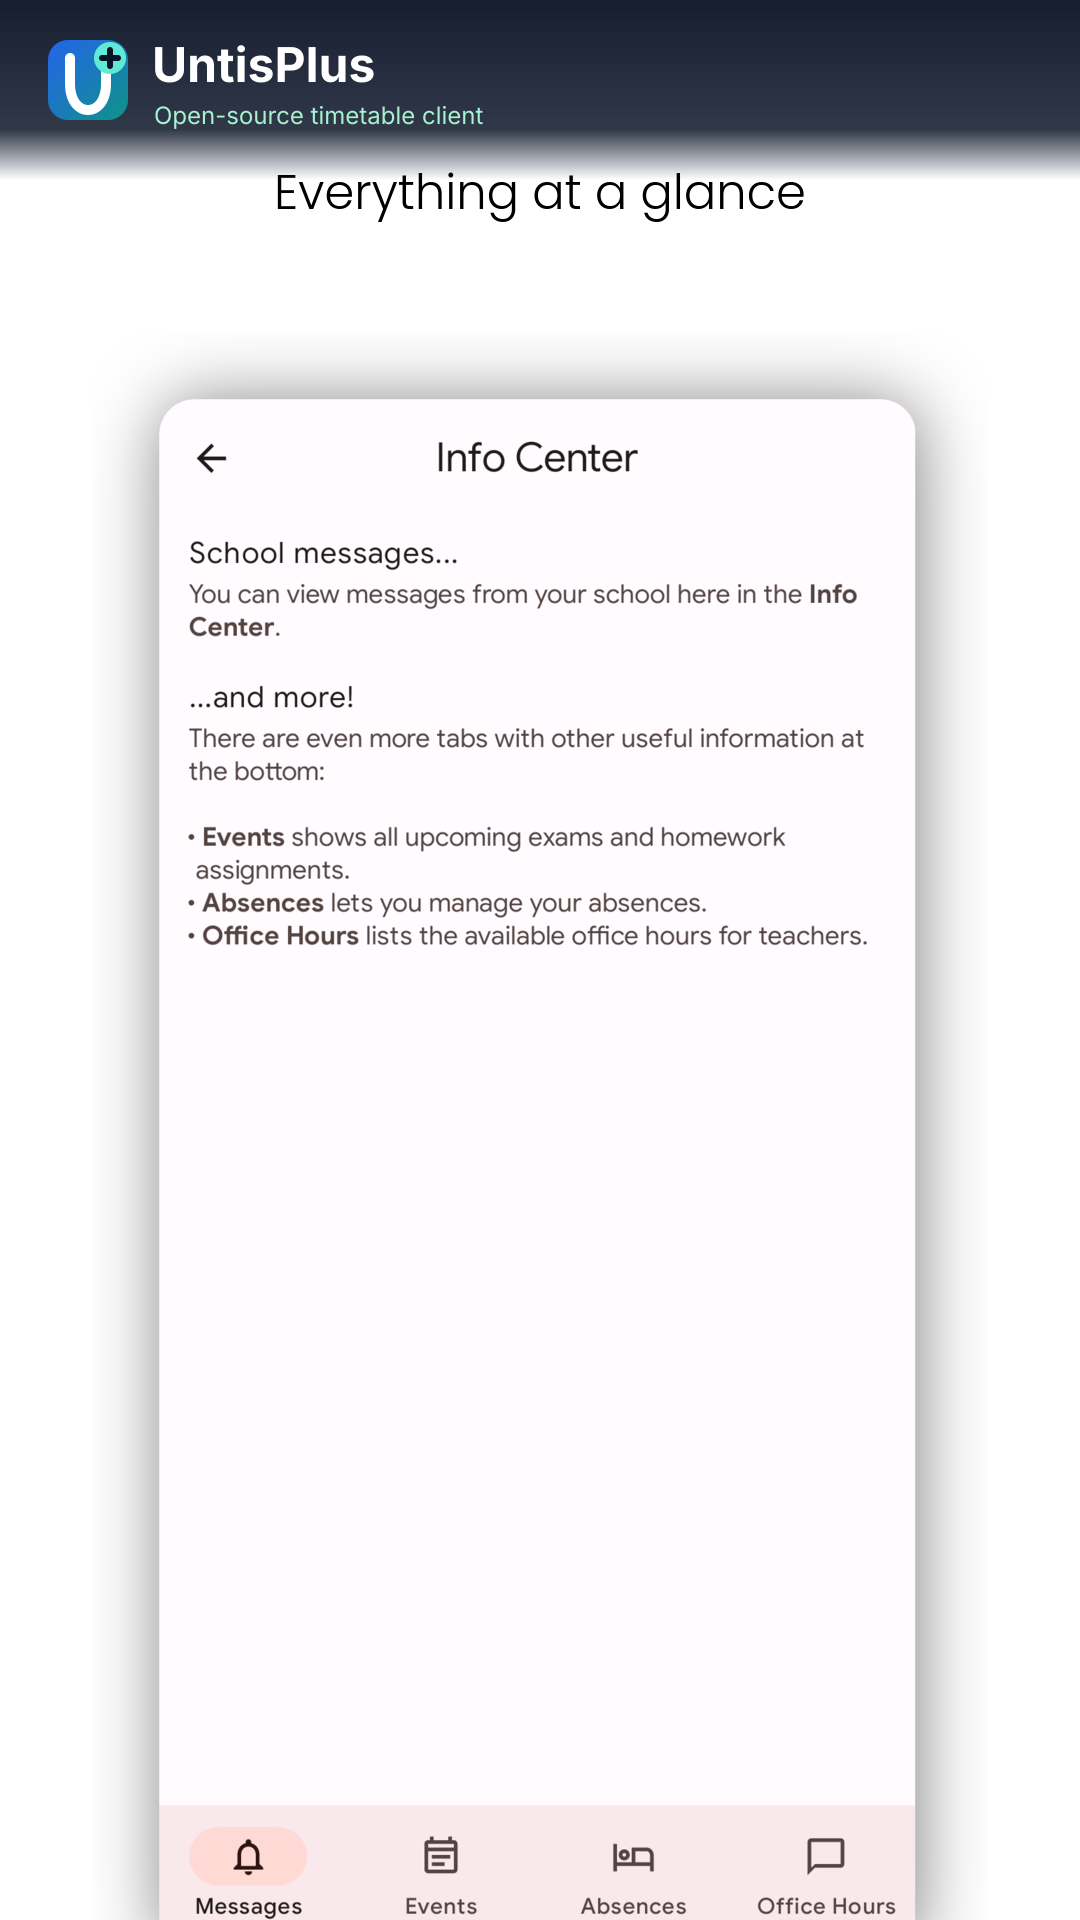 UntisPlus
Open-source timetable client
Everything at a glance
Info Center
School messages...
You can view messages from your school here in the Info
Center.
...and more!
There are even more tabs with other useful information at
the bottom:
• Events shows all upcoming exams and homework
assignments.
• Absences lets you manage your absences.
• Office Hours lists the available office hours for teachers.
Messages
Events
Absences
Office Hours